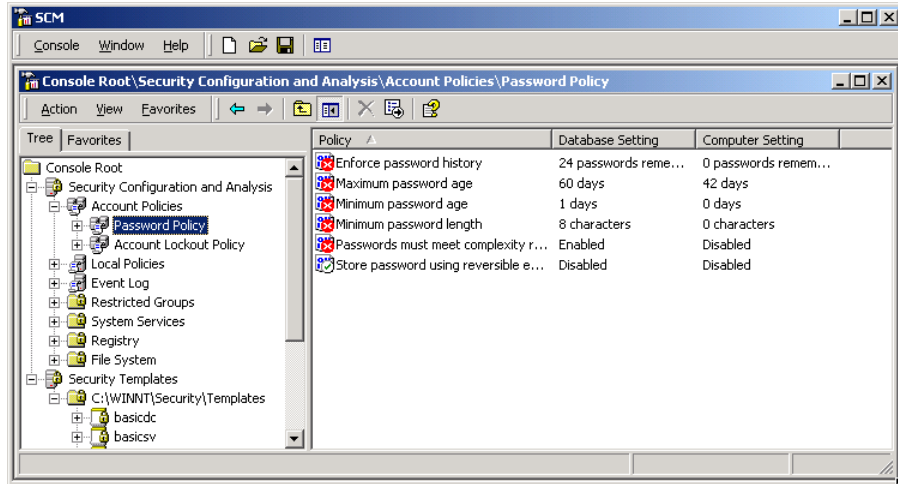 SCM
Console Window Help
Console Root\Security Configuration and Analysis\Account Policies\Password Policy
Action View Favorites
Tree Favorites
Console Root
Security Configuration and Analysis
Account Policies
Password Policy
Account Lockout Policy
Local Policies
Event Log
Restricted Groups
System Services
Registry
File System
Security Templates
C:\WINNT\Security\Templates
basicdc
basicsv
Policy Database Setting Computer Setting
Enforce password history 24 passwords reme... 0 passwords remem...
Maximum password age 60 days 42 days
Minimum password age 1 days 0 days
Minimum password length 8 characters 0 characters
Passwords must meet complexity r... Enabled Disabled
Store password using reversible e... Disabled Disabled